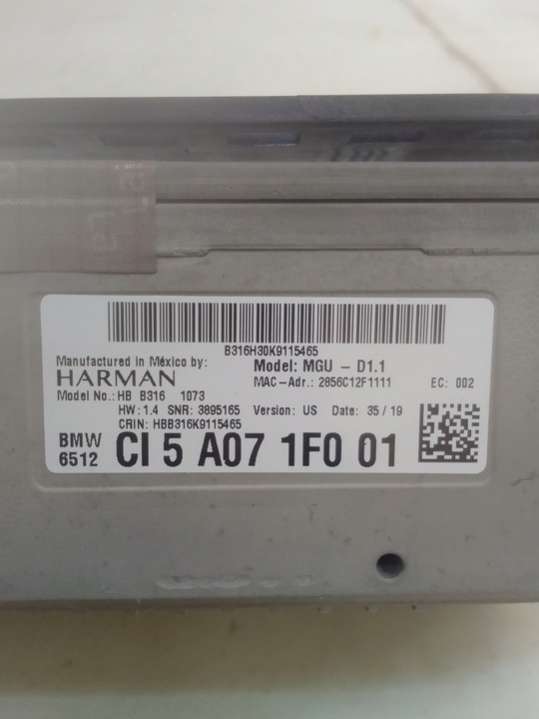 B316H30K9115465
Manufactured in México by:
HARMAN
Model: MGU - D1.1
MAC-Adr.: 2856C12F1111 EC: 002
Model No.: HB B316 1073
HW: 1.4 SNR: 3895165 Version: US Date: 35/19
CRIN: HBB316K9115465
BMW
6512
CI 5 A07 1F0 01